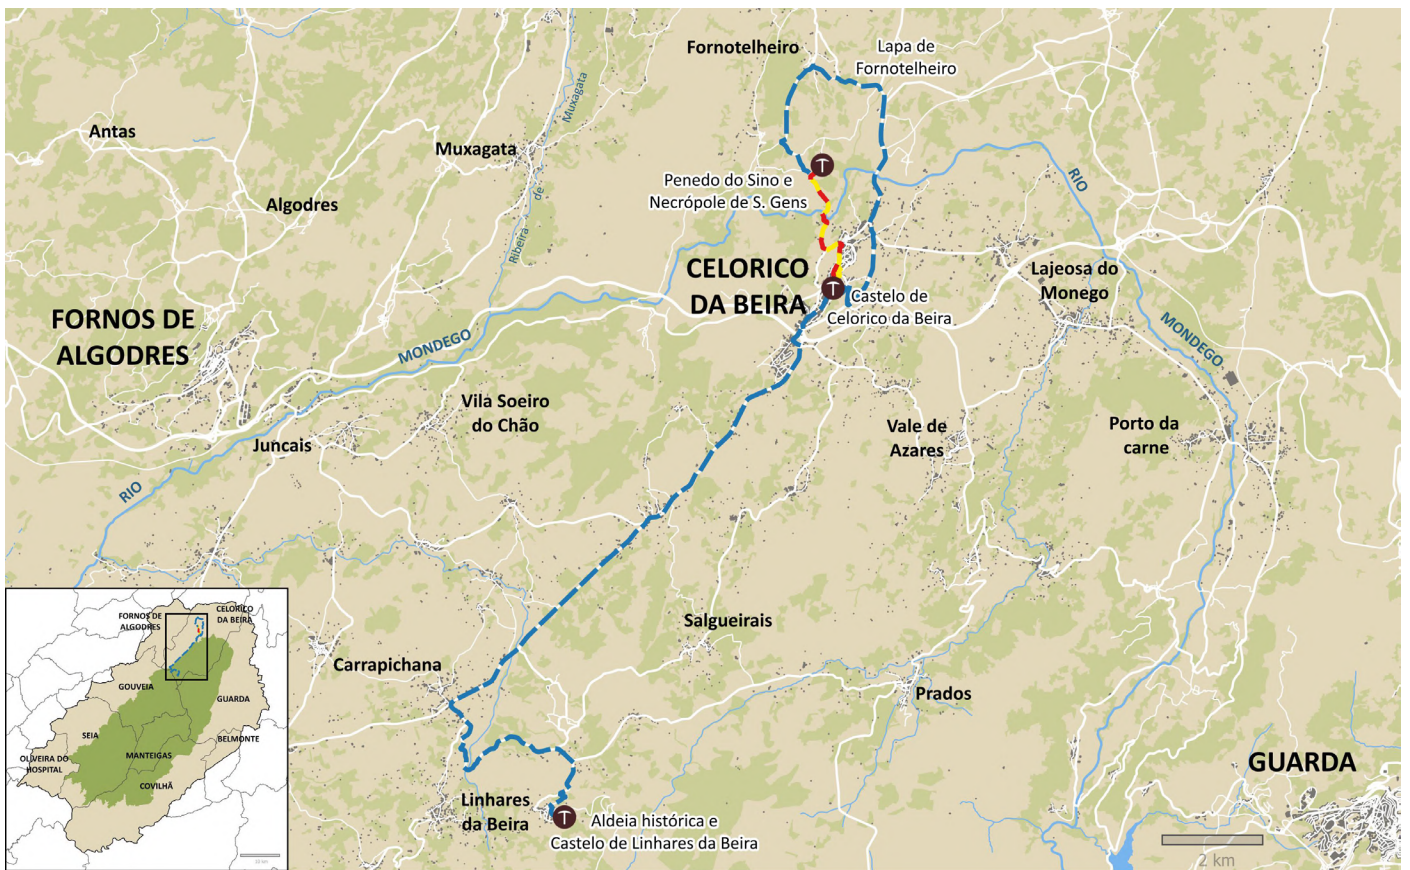 Fornotelheiro
Lapa de
Fornotelheiro
Antas
Muxagata
Ribeira de Muxagata
Algodres
Penedo do Sino e
Necrópole de S. Gens
RIO
CELORICO
DA BEIRA
Lajeosa do
Monego
Castelo de
Celorico da Beira
FORNOS DE
ALGODRES
MONDEGO
MONDEGO
Vila Soeiro
do Chão
Juncais
Vale de
Azares
Porto da
carne
RIO
Salgueirais
Carrapichana
Prados
GUARDA
Linhares
da Beira
Aldeia histórica e
Castelo de Linhares da Beira
2 km
FORNOS DE
ALGODRES
CELORICO
DA BEIRA
GOUVEIA
GUARDA
SEIA
BELMONTE
MANTEIGAS
OLIVEIRA DO
HOSPITAL
COVILHÃ
10 km